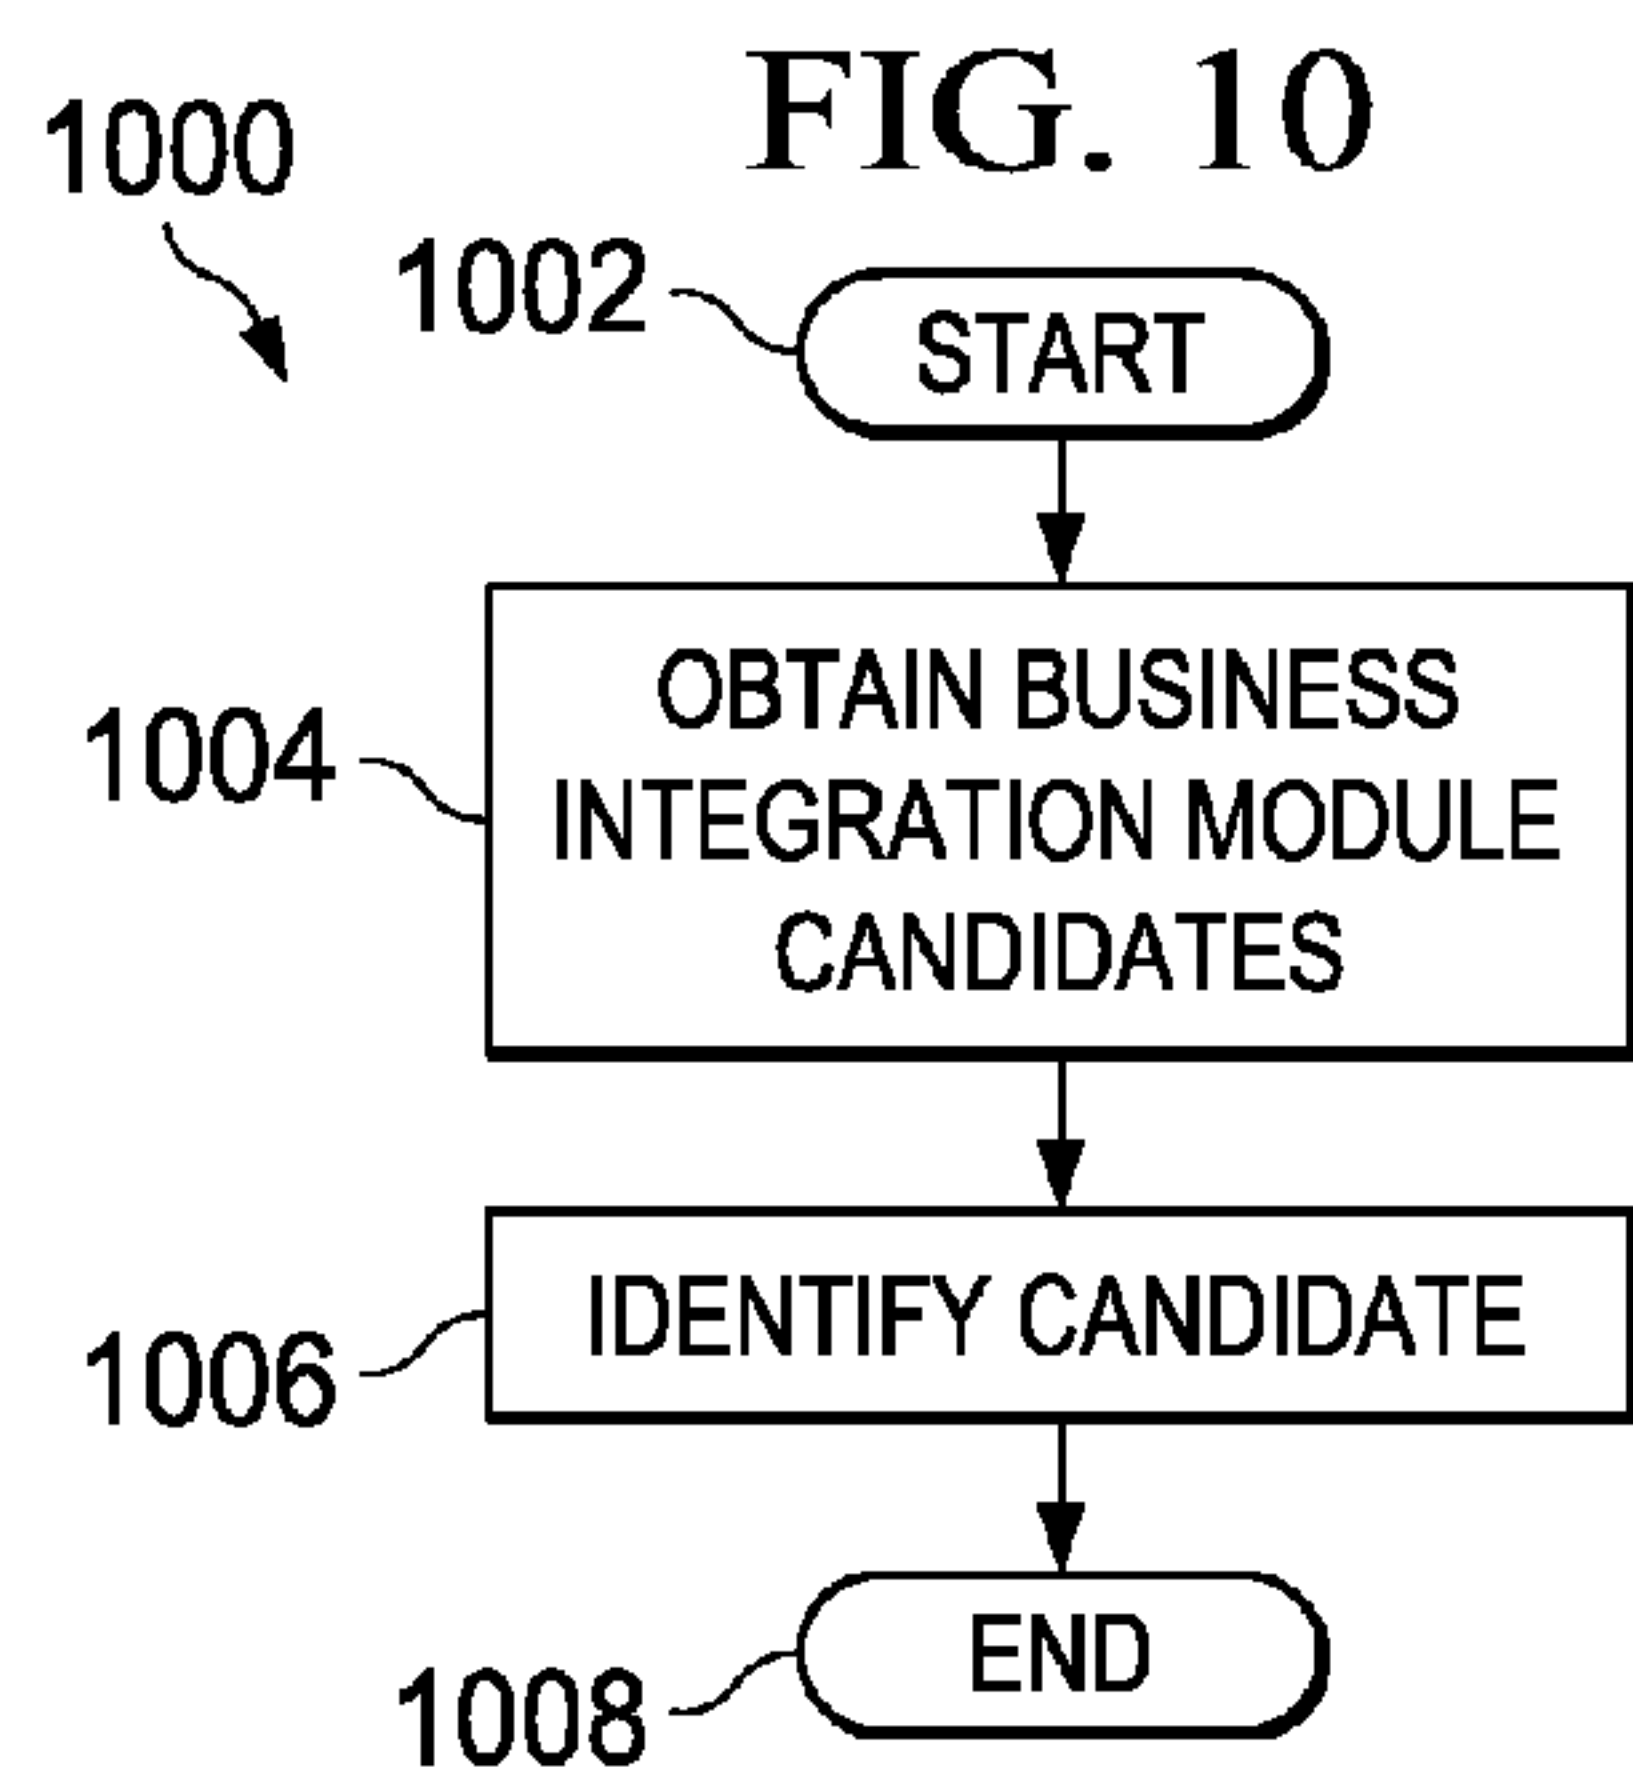 FIG. 10
1000
1002
START
1004
OBTAIN BUSINESS
INTEGRATION MODULE
CANDIDATES
1006
IDENTIFY CANDIDATE
1008
END